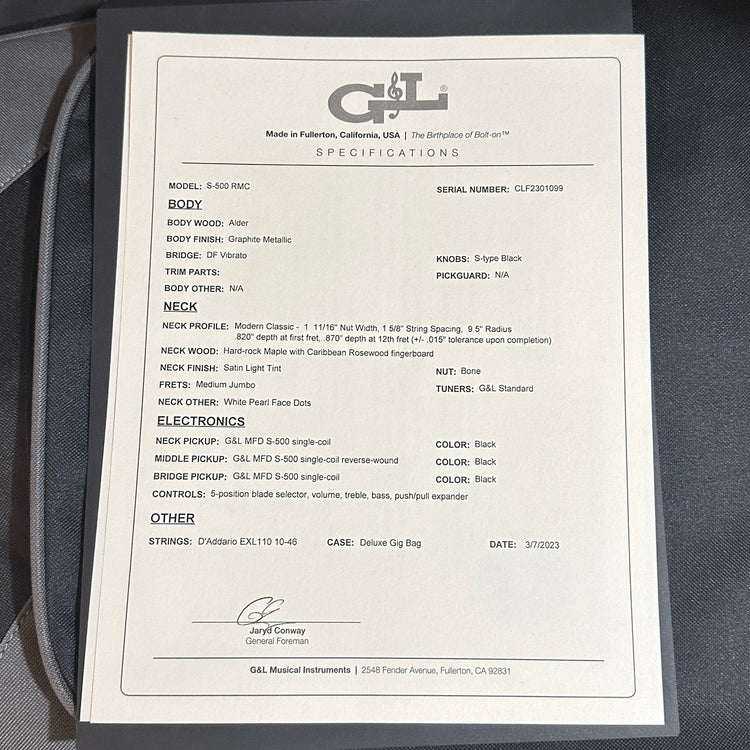 G&L®
Made in Fullerton, California, USA | The Birthplace of Bolt-on™
SPECIFICATIONS
MODEL: S-500 RMC SERIAL NUMBER: CLF2301099
BODY
BODY WOOD: Alder
BODY FINISH: Graphite Metallic
BRIDGE: DF Vibrato KNOBS: S-type Black
TRIM PARTS: PICKGUARD: N/A
BODY OTHER: N/A
NECK
NECK PROFILE: Modern Classic - 1 11/16" Nut Width, 1 5/8" String Spacing, 9.5" Radius
.820" depth at first fret, .870" depth at 12th fret (+/- .015" tolerance upon completion)
NECK WOOD: Hard-rock Maple with Caribbean Rosewood fingerboard
NECK FINISH: Satin Light Tint NUT: Bone
FRETS: Medium Jumbo TUNERS: G&L Standard
NECK OTHER: White Pearl Face Dots
ELECTRONICS
NECK PICKUP: G&L MFD S-500 single-coil COLOR: Black
MIDDLE PICKUP: G&L MFD S-500 single-coil reverse-wound COLOR: Black
BRIDGE PICKUP: G&L MFD S-500 single-coil COLOR: Black
CONTROLS: 5-position blade selector, volume, treble, bass, push/pull expander
OTHER
STRINGS: D'Addario EXL110 10-46 CASE: Deluxe Gig Bag DATE: 3/7/2023
Jaryd Conway
General Foreman
G&L Musical Instruments | 2548 Fender Avenue, Fullerton, CA 92831